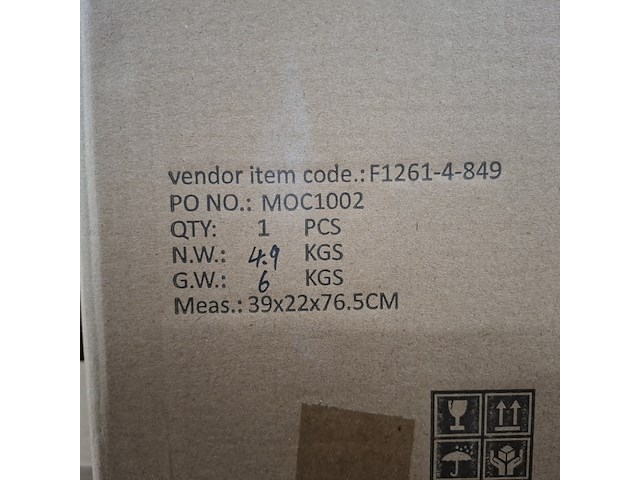 vendor item code.: F1261-4-849
PO NO.: MOC1002
QTY: 1 PCS
N.W.: 4.9 KGS
G.W.: 6 KGS
Meas.: 39x22x76.5CM